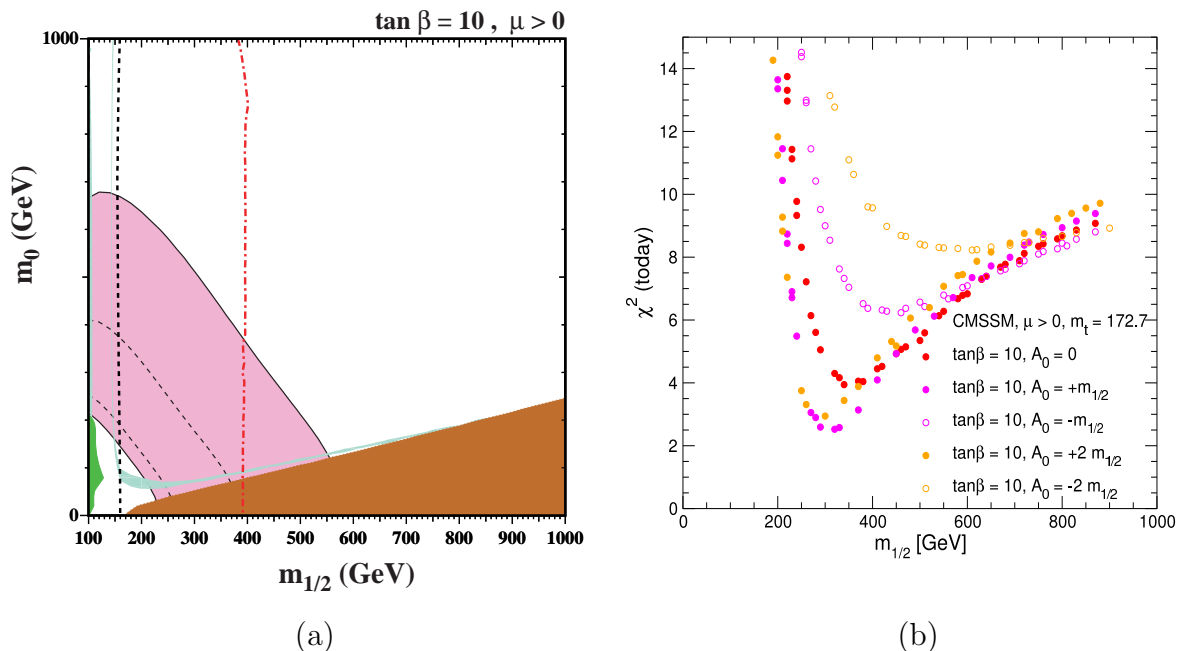 tan β = 10 , μ > 0
1000
m0 (GeV)
0
100 200 300 400 500 600 700 800 900 1000
m1/2 (GeV)
(a)
14
12
10
8
6
4
2
0
χ2 (today)
CMSSM, μ > 0, mt = 172.7
tanβ = 10, A0 = 0
tanβ = 10, A0 = +m1/2
tanβ = 10, A0 = -m1/2
tanβ = 10, A0 = +2 m1/2
tanβ = 10, A0 = -2 m1/2
0 200 400 600 800 1000
m1/2 [GeV]
(b)